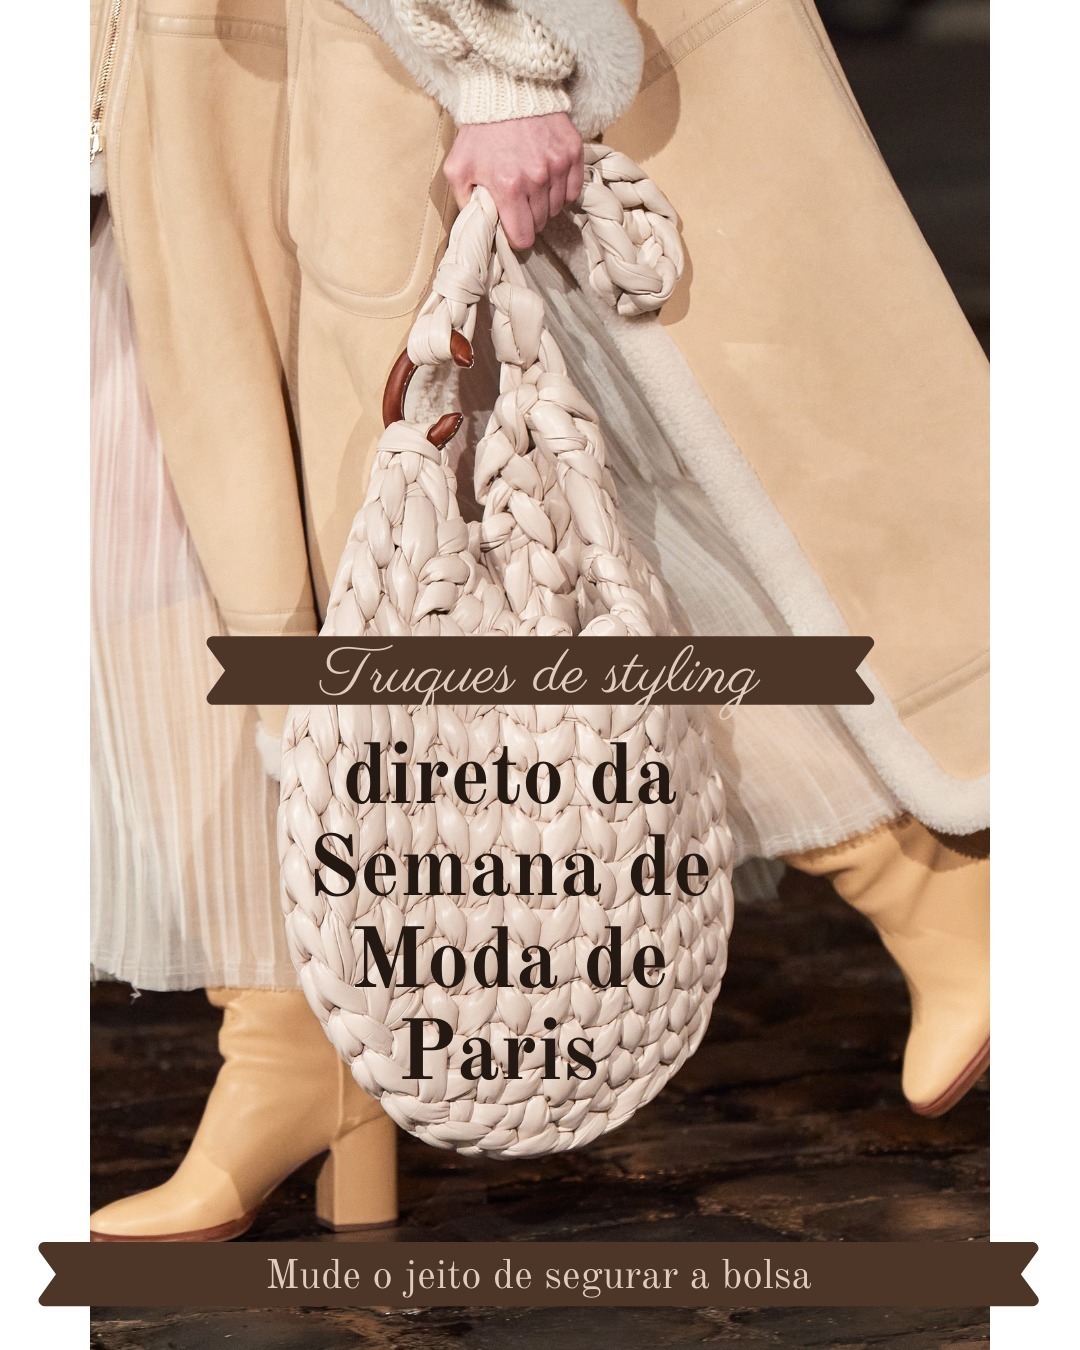 Truques de styling
direto da
Semana de
Moda de
Paris
Mude o jeito de segurar a bolsa